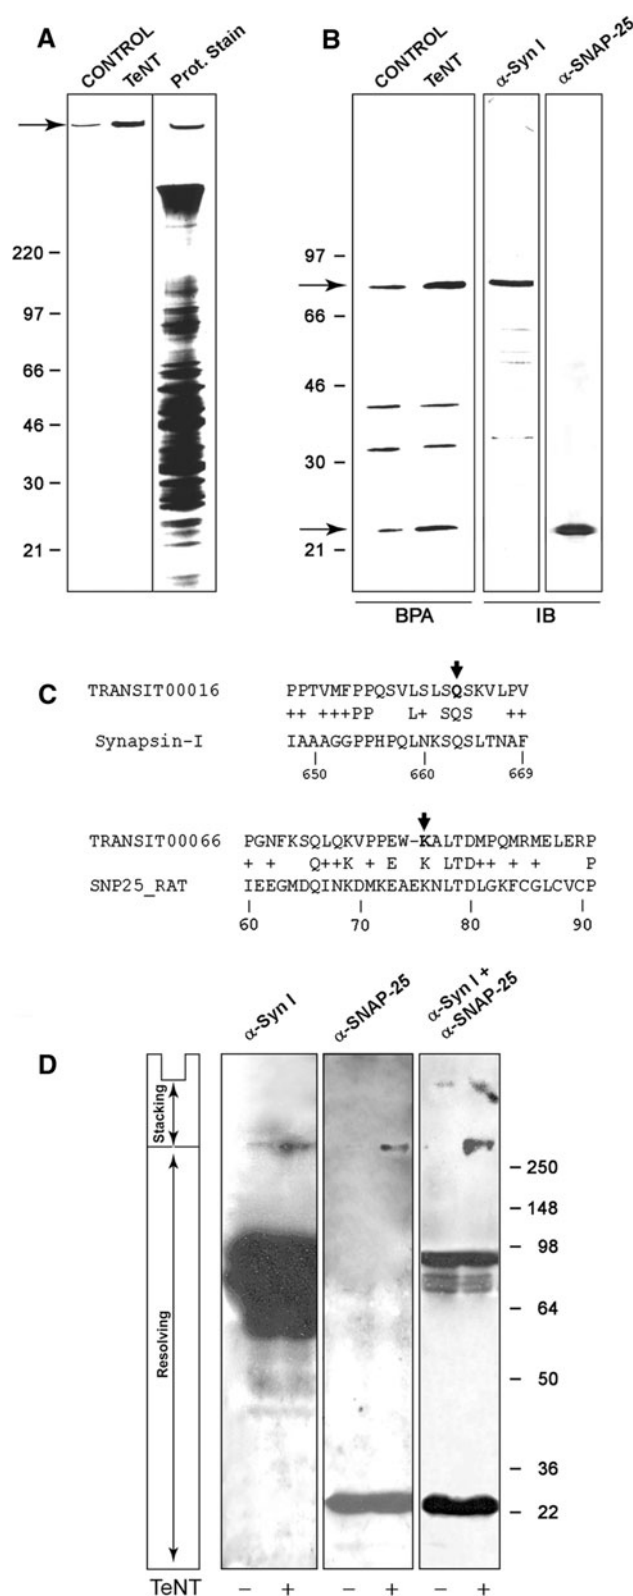 A
CONTROL
TeNT
Prot. Stain
220
97
66
46
30
21
B
CONTROL
TeNT
α-Syn I
α-SNAP-25
97
66
46
30
21
BPA
IB
C
TRANSIT00016 PPTVMFPPQSVLSLSQSKVLPV
++ +++PP L+ SQS ++
Synapsin-I IAAAGGPPHPQLNKSQSLTNAF
650 660 669
TRANSIT00066 PGNFKSQLQKVPPEW-KALTDMPQMRMELERP
+ + Q++K + E K LTD++ + + P
SNP25_RAT IEEGMDQINKDMKEAEKNLTDLGKFCGLCVCP
60 70 80 90
D
α-Syn I
α-SNAP-25
α-Syn I +
α-SNAP-25
Stacking
Resolving
250
148
98
64
50
36
22
TeNT − + − + − +